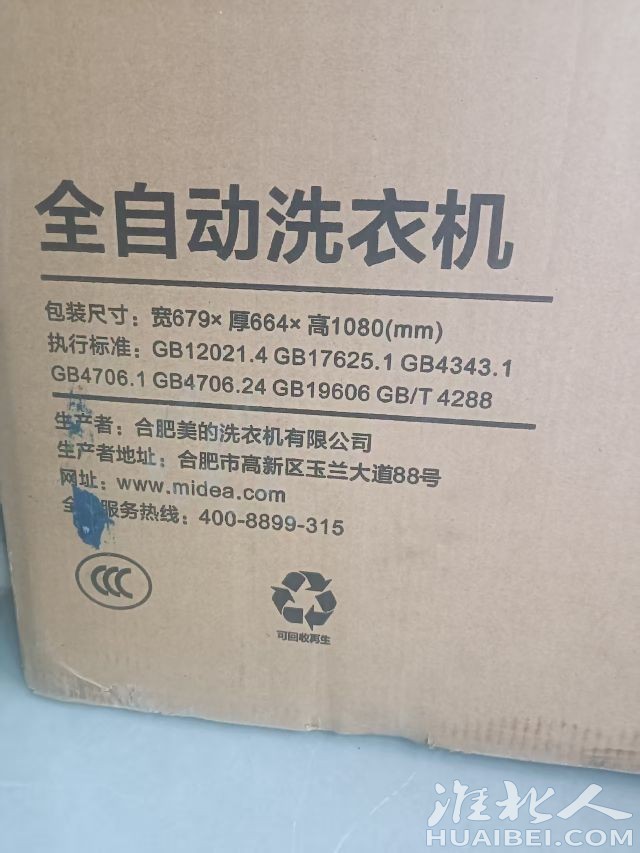 全自动洗衣机
包装尺寸：宽679×厚664×高1080(mm)
执行标准：GB12021.4 GB17625.1 GB4343.1
GB4706.1 GB4706.24 GB19606 GB/T 4288
生产者：合肥美的洗衣机有限公司
生产者地址：合肥市高新区玉兰大道88号
网址：www.midea.com
全 服务热线：400-8899-315
CCC
可回收再生
淮北人
HUAIBEI.COM